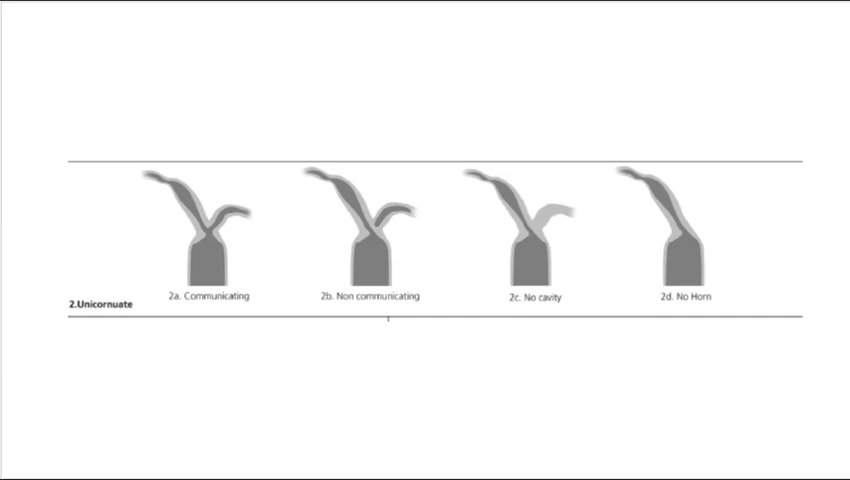 2a. Communicating
2b. Non communicating
2c. No cavity
2d. No Horn
2.Unicornuate